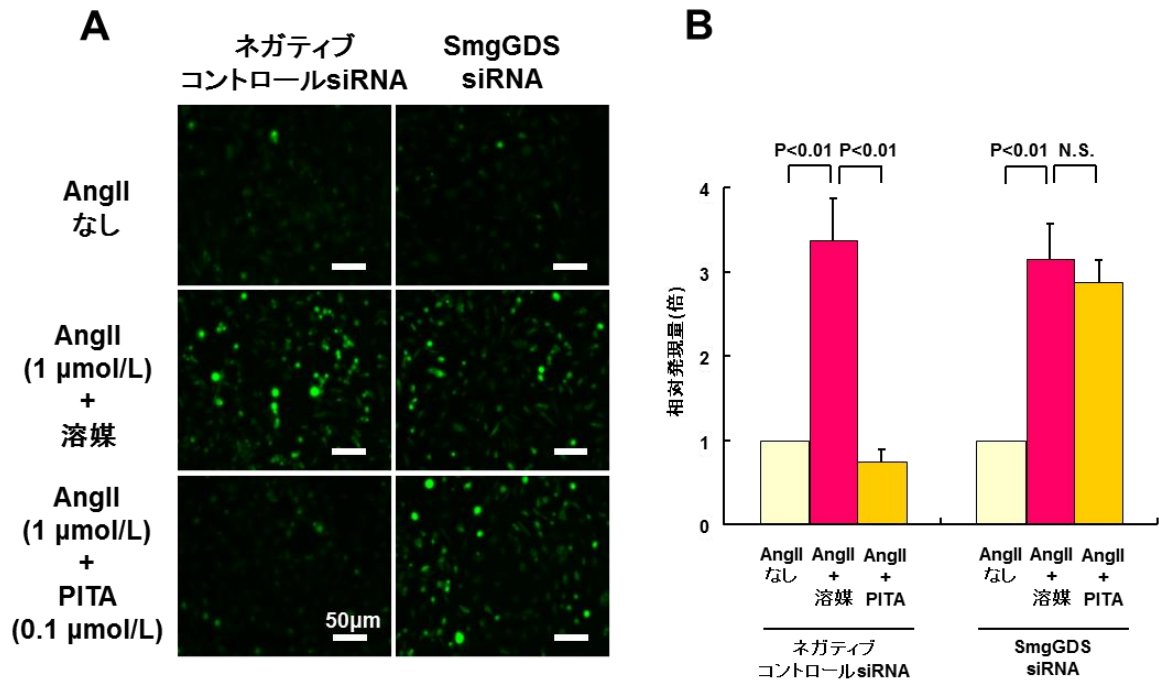 A
ネガティブ
コントロールsiRNA
SmgGDS
siRNA
AngII
なし
AngII
(1 µmol/L)
+
溶媒
AngII
(1 µmol/L)
+
PITA
(0.1 µmol/L)
50µm
B
P<0.01 P<0.01
P<0.01 N.S.
相対発現量(倍)
4
3
2
1
0
AngII
なし
AngII
+
溶媒
AngII
+
PITA
AngII
なし
AngII
+
溶媒
AngII
+
PITA
ネガティブ
コントロールsiRNA
SmgGDS
siRNA